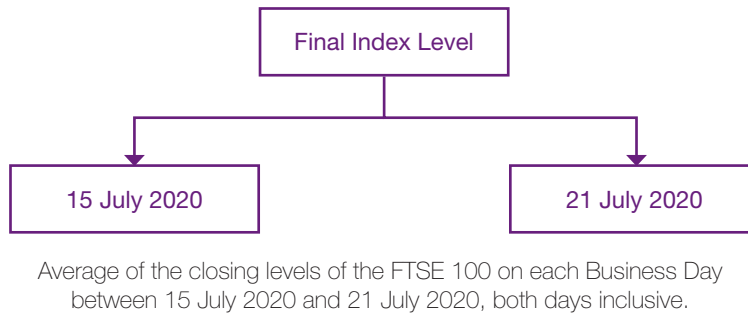 Final Index Level
15 July 2020
21 July 2020
Average of the closing levels of the FTSE 100 on each Business Day
between 15 July 2020 and 21 July 2020, both days inclusive.